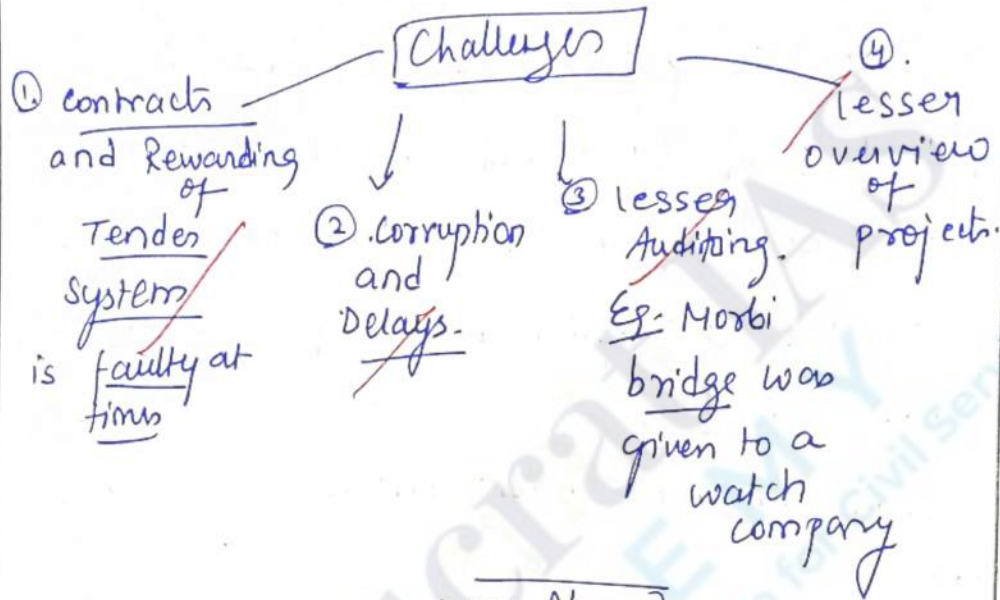 Challenges
① contracts
and Rewarding
of
Tender
system
is faulty at
times
② .corruption
and
Delays.
③ lesser
Auditing.
Eg:- Morbi
bridge was
given to a
watch
company
④.
lesser
overview
of
projects.